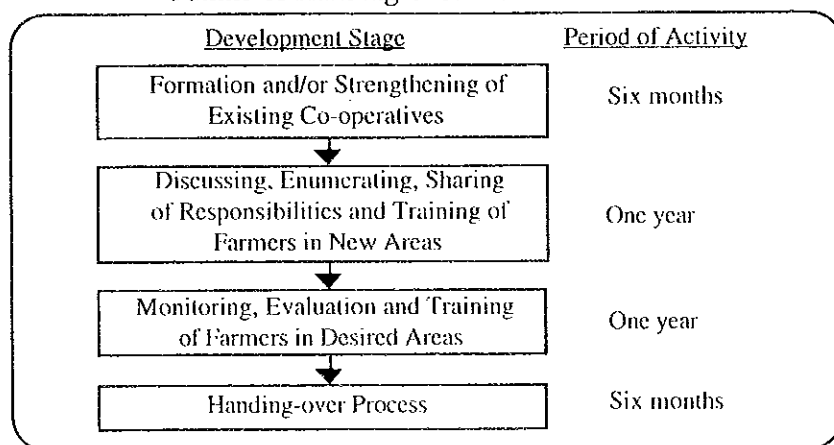 Development Stage Period of Activity
Formation and/or Strengthening of
Existing Co-operatives
Six months
Discussing, Enumerating, Sharing
of Responsibilities and Training of
Farmers in New Areas
One year
Monitoring, Evaluation and Training
of Farmers in Desired Areas
One year
Handing-over Process
Six months